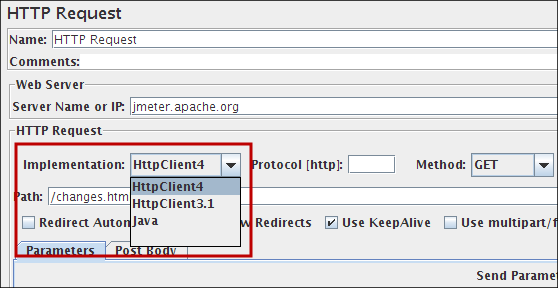 HTTP Request
Name: HTTP Request
Comments:
Web Server
Server Name or IP: jmeter.apache.org
HTTP Request
Implementation: HttpClient4 Protocol [http]: Method: GET
HttpClient4
HttpClient3.1
Java
Path: /changes.htm
Redirect Redirects Use KeepAlive Use multipart/f
Parameters Post Body
Send Parame